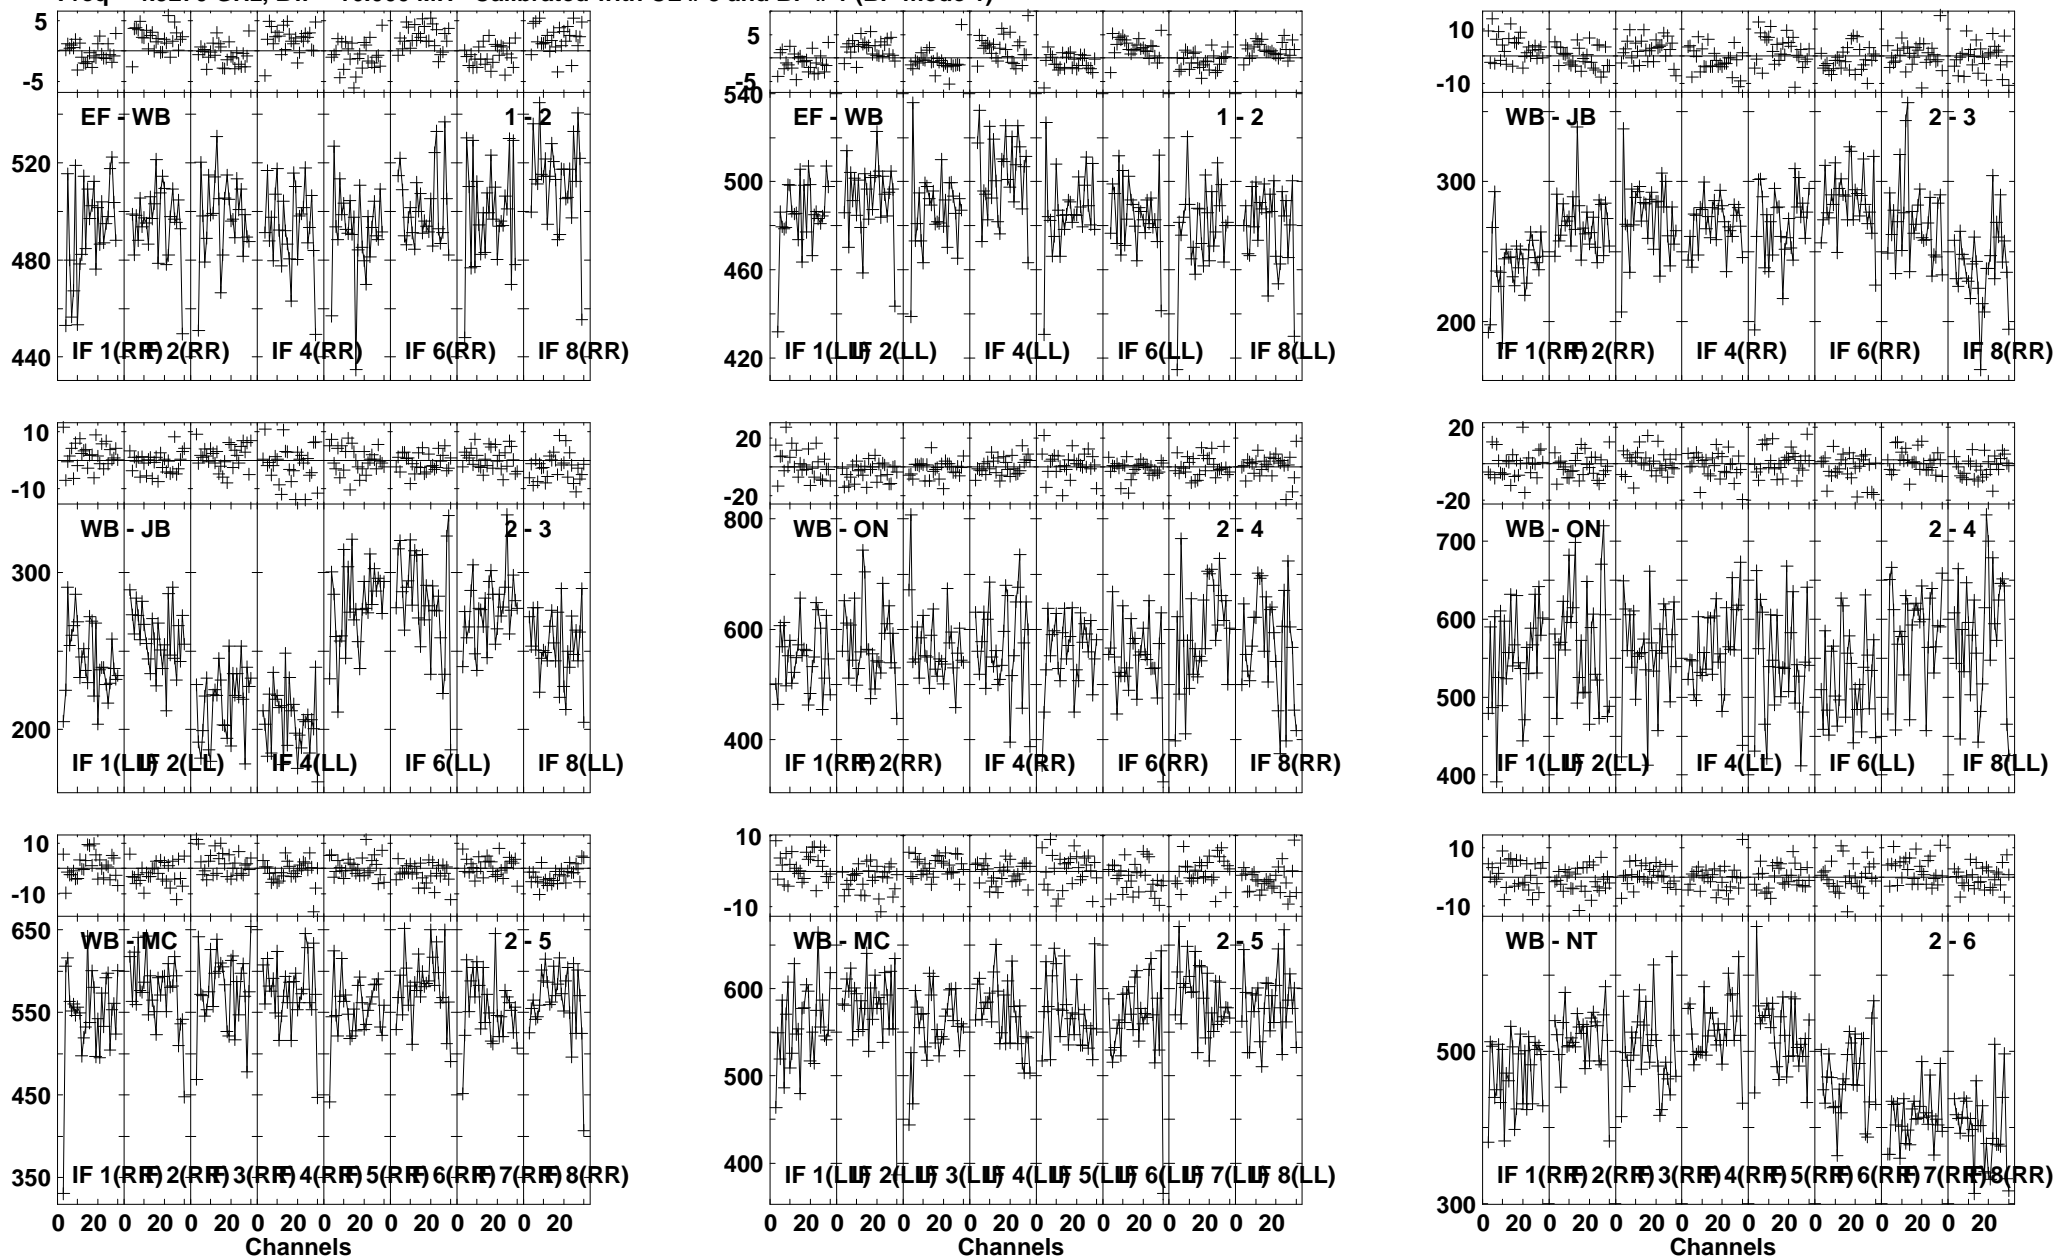 5 5 10
-5 -5 -10
EF - WB 1 - 2 540 EF - WB 1 - 2 WB - JB 2 - 3
520 500 300
480 460 200
440 420
IF 1(RR) IF 2(RR) IF 4(RR) IF 6(RR) IF 8(RR) IF 1(LL) IF 2(LL) IF 4(LL) IF 6(LL) IF 8(LL) IF 1(RR) IF 2(RR) IF 4(RR) IF 6(RR) IF 8(RR)
10 20 20
-10 -20 -20
WB - JB 2 - 3 800 WB - ON 2 - 4 WB - ON 2 - 4
300 600 700
200 400 600
500
400
IF 1(LL) IF 2(LL) IF 4(LL) IF 6(LL) IF 8(LL) IF 1(RR) IF 2(RR) IF 4(RR) IF 6(RR) IF 8(RR) IF 1(LL) IF 2(LL) IF 4(LL) IF 6(LL) IF 8(LL)
10 10 10
-10 -10 -10
650 WB - MC 2 - 5 WB - MC 2 - 5 WB - NT 2 - 6
550 600 500
450 500
350 400 300
IF 1(RR) IF 2(RR) IF 3(RR) IF 4(RR) IF 5(RR) IF 6(RR) IF 7(RR) IF 8(RR) IF 1(LL) IF 2(LL) IF 3(LL) IF 4(LL) IF 5(LL) IF 6(LL) IF 7(LL) IF 8(LL) IF 1(RR) IF 2(RR) IF 3(RR) IF 4(RR) IF 5(RR) IF 6(RR) IF 7(RR) IF 8(RR)
0 20 0 20 0 20 0 20 0 20 0 20 0 20 0 20 0 20 0 20 0 20 0 20 0 20 0 20 0 20 0 20 0 20 0 20 0 20 0 20 0 20 0 20 0 20 0 20
Channels Channels Channels